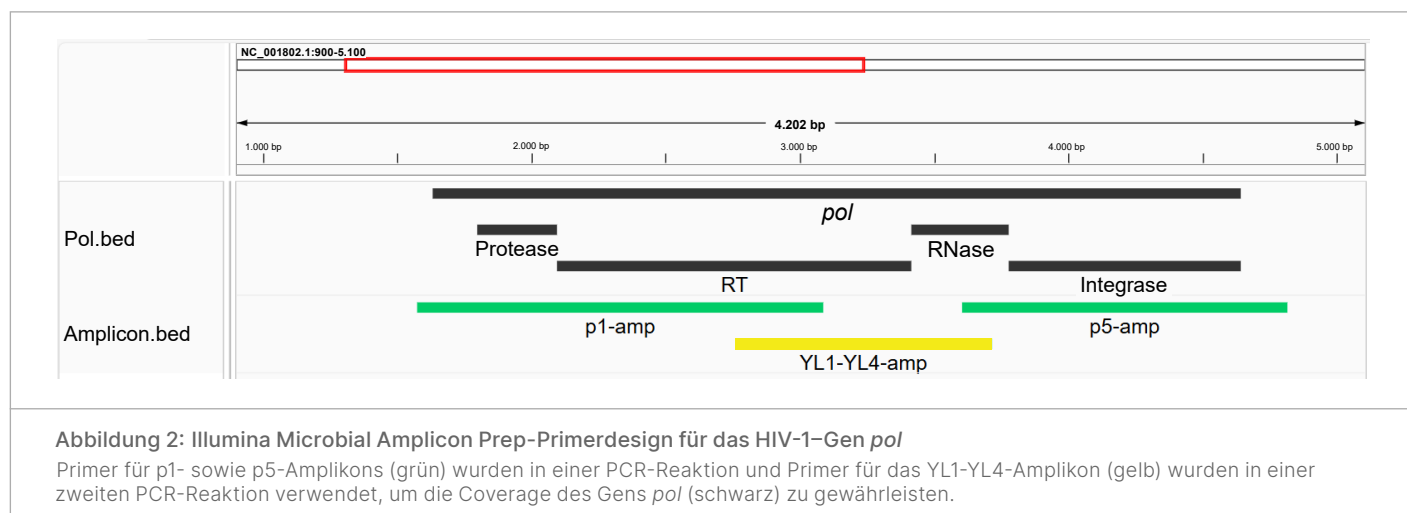 NC_001802.1:900-5.100
4.202 bp
1.000 bp 2.000 bp 3.000 bp 4.000 bp 5.000 bp
Pol.bed
pol
Protease
RNase
RT
Integrase
Amplicon.bed
p1-amp
p5-amp
YL1-YL4-amp
Abbildung 2: Illumina Microbial Amplicon Prep-Primerdesign für das HIV-1–Gen pol
Primer für p1- sowie p5-Amplikons (grün) wurden in einer PCR-Reaktion und Primer für das YL1-YL4-Amplikon (gelb) wurden in einer
zweiten PCR-Reaktion verwendet, um die Coverage des Gens pol (schwarz) zu gewährleisten.